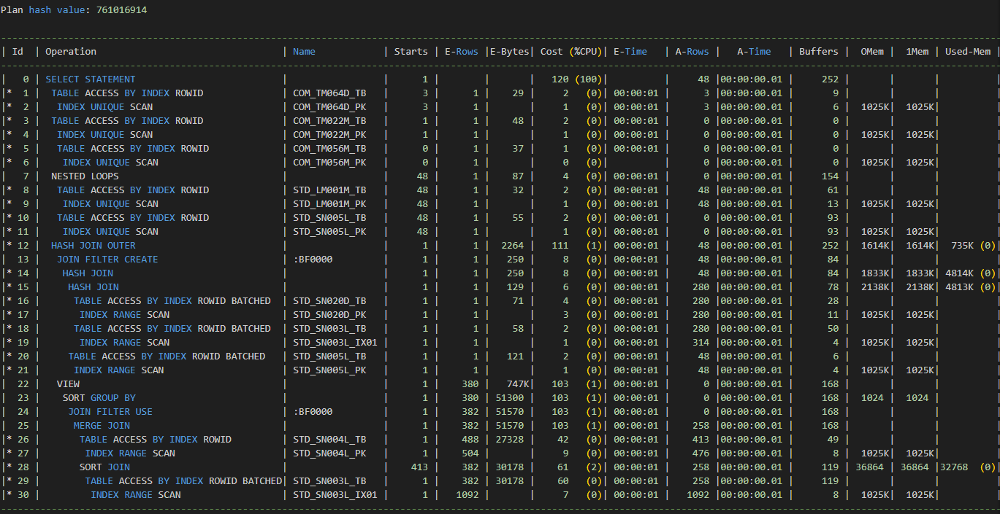 Plan hash value: 761016914
---------------------------------------------------------------------------------------------------------------------------------------------------------------------------------
| Id  | Operation                                | Name            | Starts | E-Rows |E-Bytes| Cost (%CPU)| E-Time   | A-Rows |   A-Time   | Buffers |  OMem |  1Mem | Used-Mem |
---------------------------------------------------------------------------------------------------------------------------------------------------------------------------------
|   0 | SELECT STATEMENT                         |                 |      1 |        |       |   120 (100)|          |     48 |00:00:00.01 |     252 |       |       |          |
|*  1 |  TABLE ACCESS BY INDEX ROWID             | COM_TM064D_TB   |      3 |      1 |    29 |     2   (0)| 00:00:01 |      3 |00:00:00.01 |       9 |       |       |          |
|*  2 |   INDEX UNIQUE SCAN                      | COM_TM064D_PK   |      3 |      1 |       |     1   (0)| 00:00:01 |      3 |00:00:00.01 |       6 |  1025K|  1025K|          |
|*  3 |  TABLE ACCESS BY INDEX ROWID             | COM_TM022M_TB   |      1 |      1 |    48 |     2   (0)| 00:00:01 |      0 |00:00:00.01 |       0 |       |       |          |
|*  4 |   INDEX UNIQUE SCAN                      | COM_TM022M_PK   |      1 |      1 |       |     1   (0)| 00:00:01 |      0 |00:00:00.01 |       0 |  1025K|  1025K|          |
|*  5 |   TABLE ACCESS BY INDEX ROWID            | COM_TM056M_TB   |      0 |      1 |    37 |     1   (0)| 00:00:01 |      0 |00:00:00.01 |       0 |       |       |          |
|*  6 |    INDEX UNIQUE SCAN                     | COM_TM056M_PK   |      0 |      1 |       |     0   (0)|          |      0 |00:00:00.01 |       0 |  1025K|  1025K|          |
|   7 |  NESTED LOOPS                            |                 |     48 |      1 |    87 |     4   (0)| 00:00:01 |      0 |00:00:00.01 |     154 |       |       |          |
|*  8 |   TABLE ACCESS BY INDEX ROWID            | STD_LM001M_TB   |     48 |      1 |    32 |     2   (0)| 00:00:01 |     48 |00:00:00.01 |      61 |       |       |          |
|*  9 |    INDEX UNIQUE SCAN                     | STD_LM001M_PK   |     48 |      1 |       |     1   (0)| 00:00:01 |     48 |00:00:00.01 |      13 |  1025K|  1025K|          |
|* 10 |   TABLE ACCESS BY INDEX ROWID            | STD_SN005L_TB   |     48 |      1 |    55 |     2   (0)| 00:00:01 |      0 |00:00:00.01 |      93 |       |       |          |
|* 11 |    INDEX UNIQUE SCAN                     | STD_SN005L_PK   |     48 |      1 |       |     1   (0)| 00:00:01 |      0 |00:00:00.01 |      93 |  1025K|  1025K|          |
|* 12 |  HASH JOIN OUTER                         |                 |      1 |      1 |  2264 |   111   (1)| 00:00:01 |     48 |00:00:00.01 |     252 |  1614K|  1614K|  735K (0)|
|  13 |   JOIN FILTER CREATE                     | :BF0000         |      1 |      1 |   250 |     8   (0)| 00:00:01 |     48 |00:00:00.01 |      84 |       |       |          |
|* 14 |    HASH JOIN                             |                 |      1 |      1 |   250 |     8   (0)| 00:00:01 |     48 |00:00:00.01 |      84 |  1833K|  1833K| 4814K (0)|
|* 15 |     HASH JOIN                            |                 |      1 |      1 |   129 |     6   (0)| 00:00:01 |    280 |00:00:00.01 |      78 |  2138K|  2138K| 4813K (0)|
|* 16 |      TABLE ACCESS BY INDEX ROWID BATCHED | STD_SN020D_TB   |      1 |      1 |    71 |     4   (0)| 00:00:01 |    280 |00:00:00.01 |      28 |       |       |          |
|* 17 |       INDEX RANGE SCAN                   | STD_SN020D_PK   |      1 |      1 |       |     3   (0)| 00:00:01 |    280 |00:00:00.01 |      11 |  1025K|  1025K|          |
|* 18 |      TABLE ACCESS BY INDEX ROWID BATCHED | STD_SN003L_TB   |      1 |      1 |    58 |     2   (0)| 00:00:01 |    280 |00:00:00.01 |      50 |       |       |          |
|* 19 |       INDEX RANGE SCAN                   | STD_SN003L_IX01 |      1 |      1 |       |     1   (0)| 00:00:01 |    314 |00:00:00.01 |       4 |  1025K|  1025K|          |
|* 20 |     TABLE ACCESS BY INDEX ROWID BATCHED  | STD_SN005L_TB   |      1 |      1 |   121 |     2   (0)| 00:00:01 |     48 |00:00:00.01 |       6 |       |       |          |
|* 21 |      INDEX RANGE SCAN                    | STD_SN005L_PK   |      1 |      1 |       |     1   (0)| 00:00:01 |     48 |00:00:00.01 |       4 |  1025K|  1025K|          |
|  22 |   VIEW                                   |                 |      1 |    380 |   747K|   103   (1)| 00:00:01 |      0 |00:00:00.01 |     168 |       |       |          |
|  23 |    SORT GROUP BY                         |                 |      1 |    380 | 51300 |   103   (1)| 00:00:01 |      0 |00:00:00.01 |     168 |  1024 |  1024 |          |
|  24 |     JOIN FILTER USE                      | :BF0000         |      1 |    382 | 51570 |   103   (1)| 00:00:01 |      0 |00:00:00.01 |     168 |       |       |          |
|  25 |      MERGE JOIN                          |                 |      1 |    382 | 51570 |   103   (1)| 00:00:01 |    258 |00:00:00.01 |     168 |       |       |          |
|* 26 |       TABLE ACCESS BY INDEX ROWID        | STD_SN004L_TB   |      1 |    488 | 27328 |    42   (0)| 00:00:01 |    413 |00:00:00.01 |      49 |       |       |          |
|* 27 |        INDEX RANGE SCAN                  | STD_SN004L_PK   |      1 |    504 |       |     9   (0)| 00:00:01 |    476 |00:00:00.01 |       8 |  1025K|  1025K|          |
|* 28 |       SORT JOIN                          |                 |    413 |    382 | 30178 |    61   (2)| 00:00:01 |    258 |00:00:00.01 |     119 | 36864 | 36864 |32768  (0)|
|* 29 |        TABLE ACCESS BY INDEX ROWID BATCHED| STD_SN003L_TB   |      1 |    382 | 30178 |    60   (0)| 00:00:01 |    258 |00:00:00.01 |     119 |       |       |          |
|* 30 |         INDEX RANGE SCAN                 | STD_SN003L_IX01 |      1 |   1092 |       |     7   (0)| 00:00:01 |   1092 |00:00:00.01 |       8 |  1025K|  1025K|          |
---------------------------------------------------------------------------------------------------------------------------------------------------------------------------------